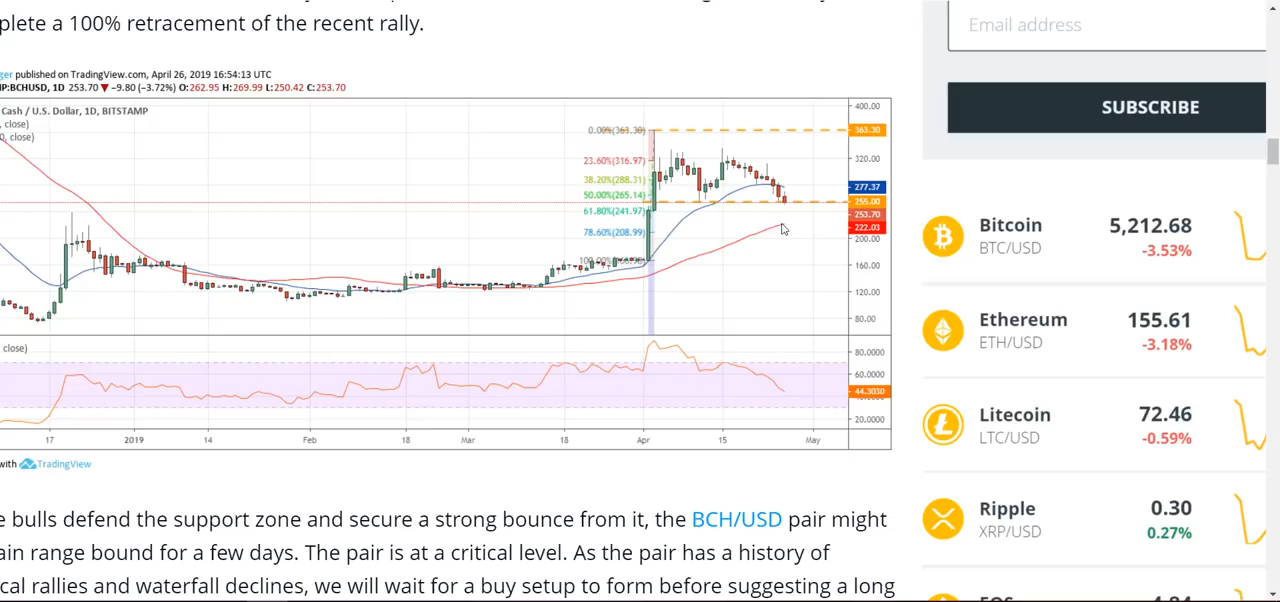 plete a 100% retracement of the recent rally.
ger published on TradingView.com, April 26, 2019 16:54:13 UTC
P:BCHUSD, 1D 253.70 ▼ −9.80 (−3.72%) O:262.95 H:269.99 L:250.42 C:253.70
Cash / U.S. Dollar, 1D, BITSTAMP
, close)
0, close)
400.00
0.00%(363.30)
363.30
23.60%(316.97)
320.00
38.20%(288.31)
277.37
50.00%(265.14)
255.00
61.80%(241.97)
253.70
222.03
78.60%(208.99)
200.00
160.00
120.00
80.00
close)
80.0000
60.0000
44.3030
20.0000
17 2019 14 Feb 18 Mar 18 Apr 15 May
with TradingView
e bulls defend the support zone and secure a strong bounce from it, the BCH/USD pair might
ain range bound for a few days. The pair is at a critical level. As the pair has a history of
cal rallies and waterfall declines, we will wait for a buy setup to form before suggesting a long
Email address
SUBSCRIBE
Bitcoin 5,212.68
BTC/USD -3.53%
Ethereum 155.61
ETH/USD -3.18%
Litecoin 72.46
LTC/USD -0.59%
Ripple 0.30
XRP/USD 0.27%